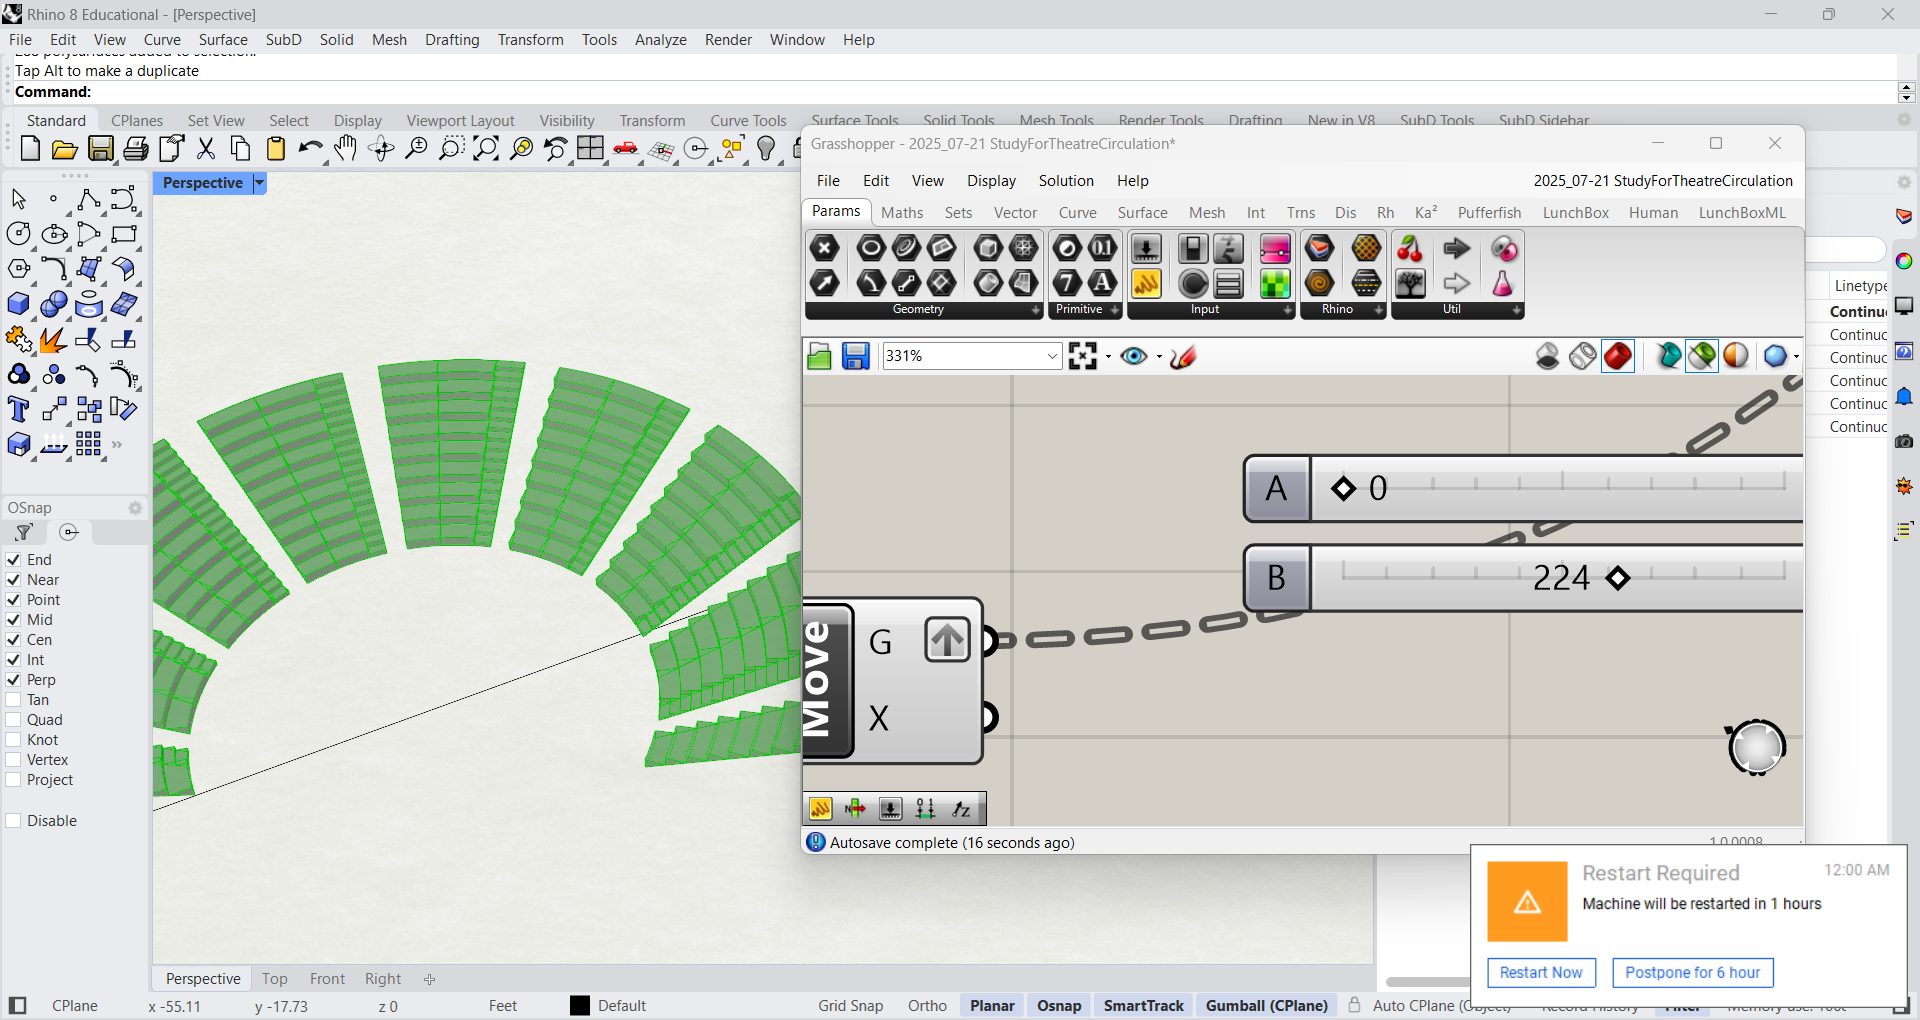 Rhino 8 Educational - [Perspective]
File Edit View Curve Surface SubD Solid Mesh Drafting Transform Tools Analyze Render Window Help
Tap Alt to make a duplicate
Command:
Standard CPlanes Set View Select Display Viewport Layout Visibility Transform Curve Tools Surface Tools Solid Tools Mesh Tools Render Tools Drafting New in V8 SubD Tools SubD Sidebar
Perspective
Grasshopper - 2025_07-21 StudyForTheatreCirculation*
File Edit View Display Solution Help 2025_07-21 StudyForTheatreCirculation
Params Maths Sets Vector Curve Surface Mesh Int Trns Dis Rh Ka² Pufferfish LunchBox Human LunchBoxML
Geometry Primitive Input Rhino Util
331%
Linetype
Continuc
Continuc
Continuc
Continuc
Continuc
Continuc
A 0
B 224
Move
G
X
Autosave complete (16 seconds ago)
1.0.0008
OSnap
End
Near
Point
Mid
Cen
Int
Perp
Tan
Quad
Knot
Vertex
Project
Disable
Restart Required 12:00 AM
Machine will be restarted in 1 hours
Restart Now Postpone for 6 hour
Perspective Top Front Right
CPlane x -55.11 y -17.73 z 0 Feet Default Grid Snap Ortho Planar Osnap SmartTrack Gumball (CPlane) Auto CPlane